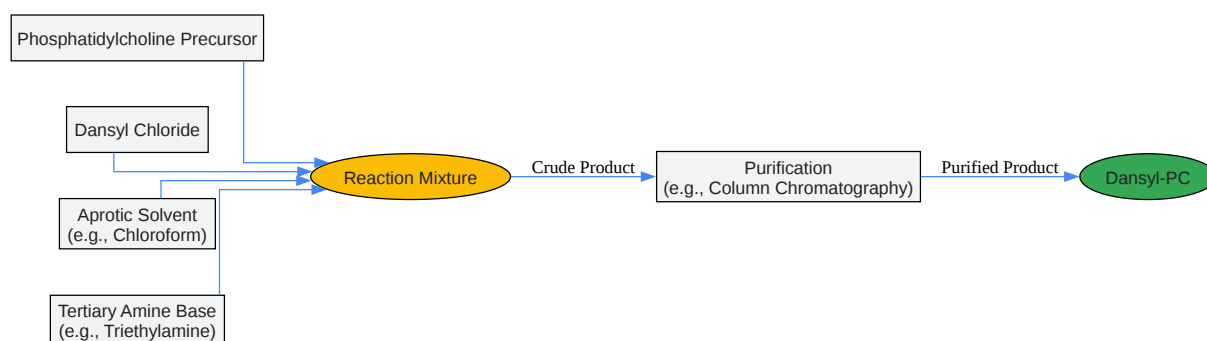 Phosphatidylcholine Precursor
Dansyl Chloride
Aprotic Solvent
(e.g., Chloroform)
Tertiary Amine Base
(e.g., Triethylamine)
Reaction Mixture
Crude Product
Purification
(e.g., Column Chromatography)
Purified Product
Dansyl-PC